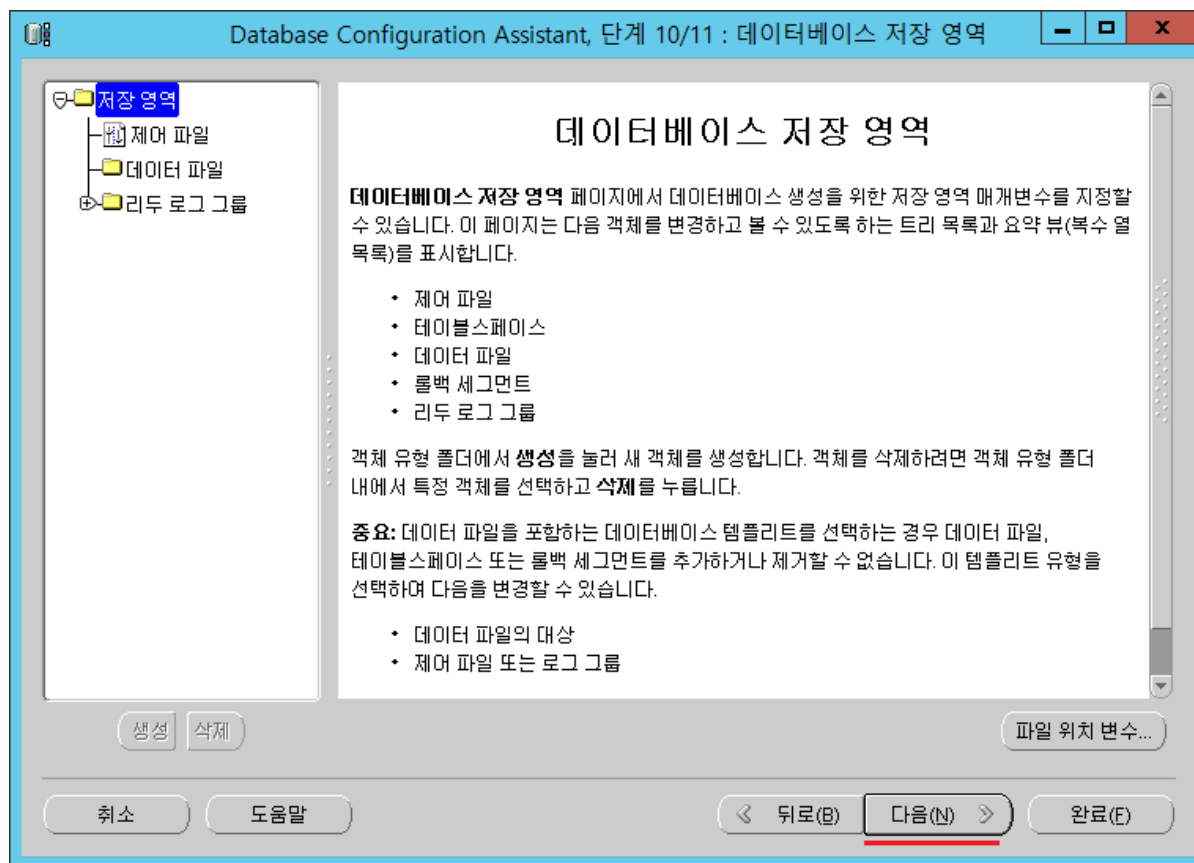 Database Configuration Assistant, 단계 10/11 : 데이터베이스 저장 영역
저장 영역
제어 파일
데이터 파일
리두 로그 그룹
데이터베이스 저장 영역
데이터베이스 저장 영역 페이지에서 데이터베이스 생성을 위한 저장 영역 매개변수를 지정할
수 있습니다. 이 페이지는 다음 객체를 변경하고 볼 수 있도록 하는 트리 목록과 요약 뷰(복수 열
목록)를 표시합니다.
• 제어 파일
• 테이블스페이스
• 데이터 파일
• 롤백 세그먼트
• 리두 로그 그룹
객체 유형 폴더에서 생성을 눌러 새 객체를 생성합니다. 객체를 삭제하려면 객체 유형 폴더
내에서 특정 객체를 선택하고 삭제를 누릅니다.
중요: 데이터 파일을 포함하는 데이터베이스 템플리트를 선택하는 경우 데이터 파일,
테이블스페이스 또는 롤백 세그먼트를 추가하거나 제거할 수 없습니다. 이 템플리트 유형을
선택하여 다음을 변경할 수 있습니다.
• 데이터 파일의 대상
• 제어 파일 또는 로그 그룹
생성 삭제 파일 위치 변수...
취소 도움말 뒤로(B) 다음(N) 완료(F)